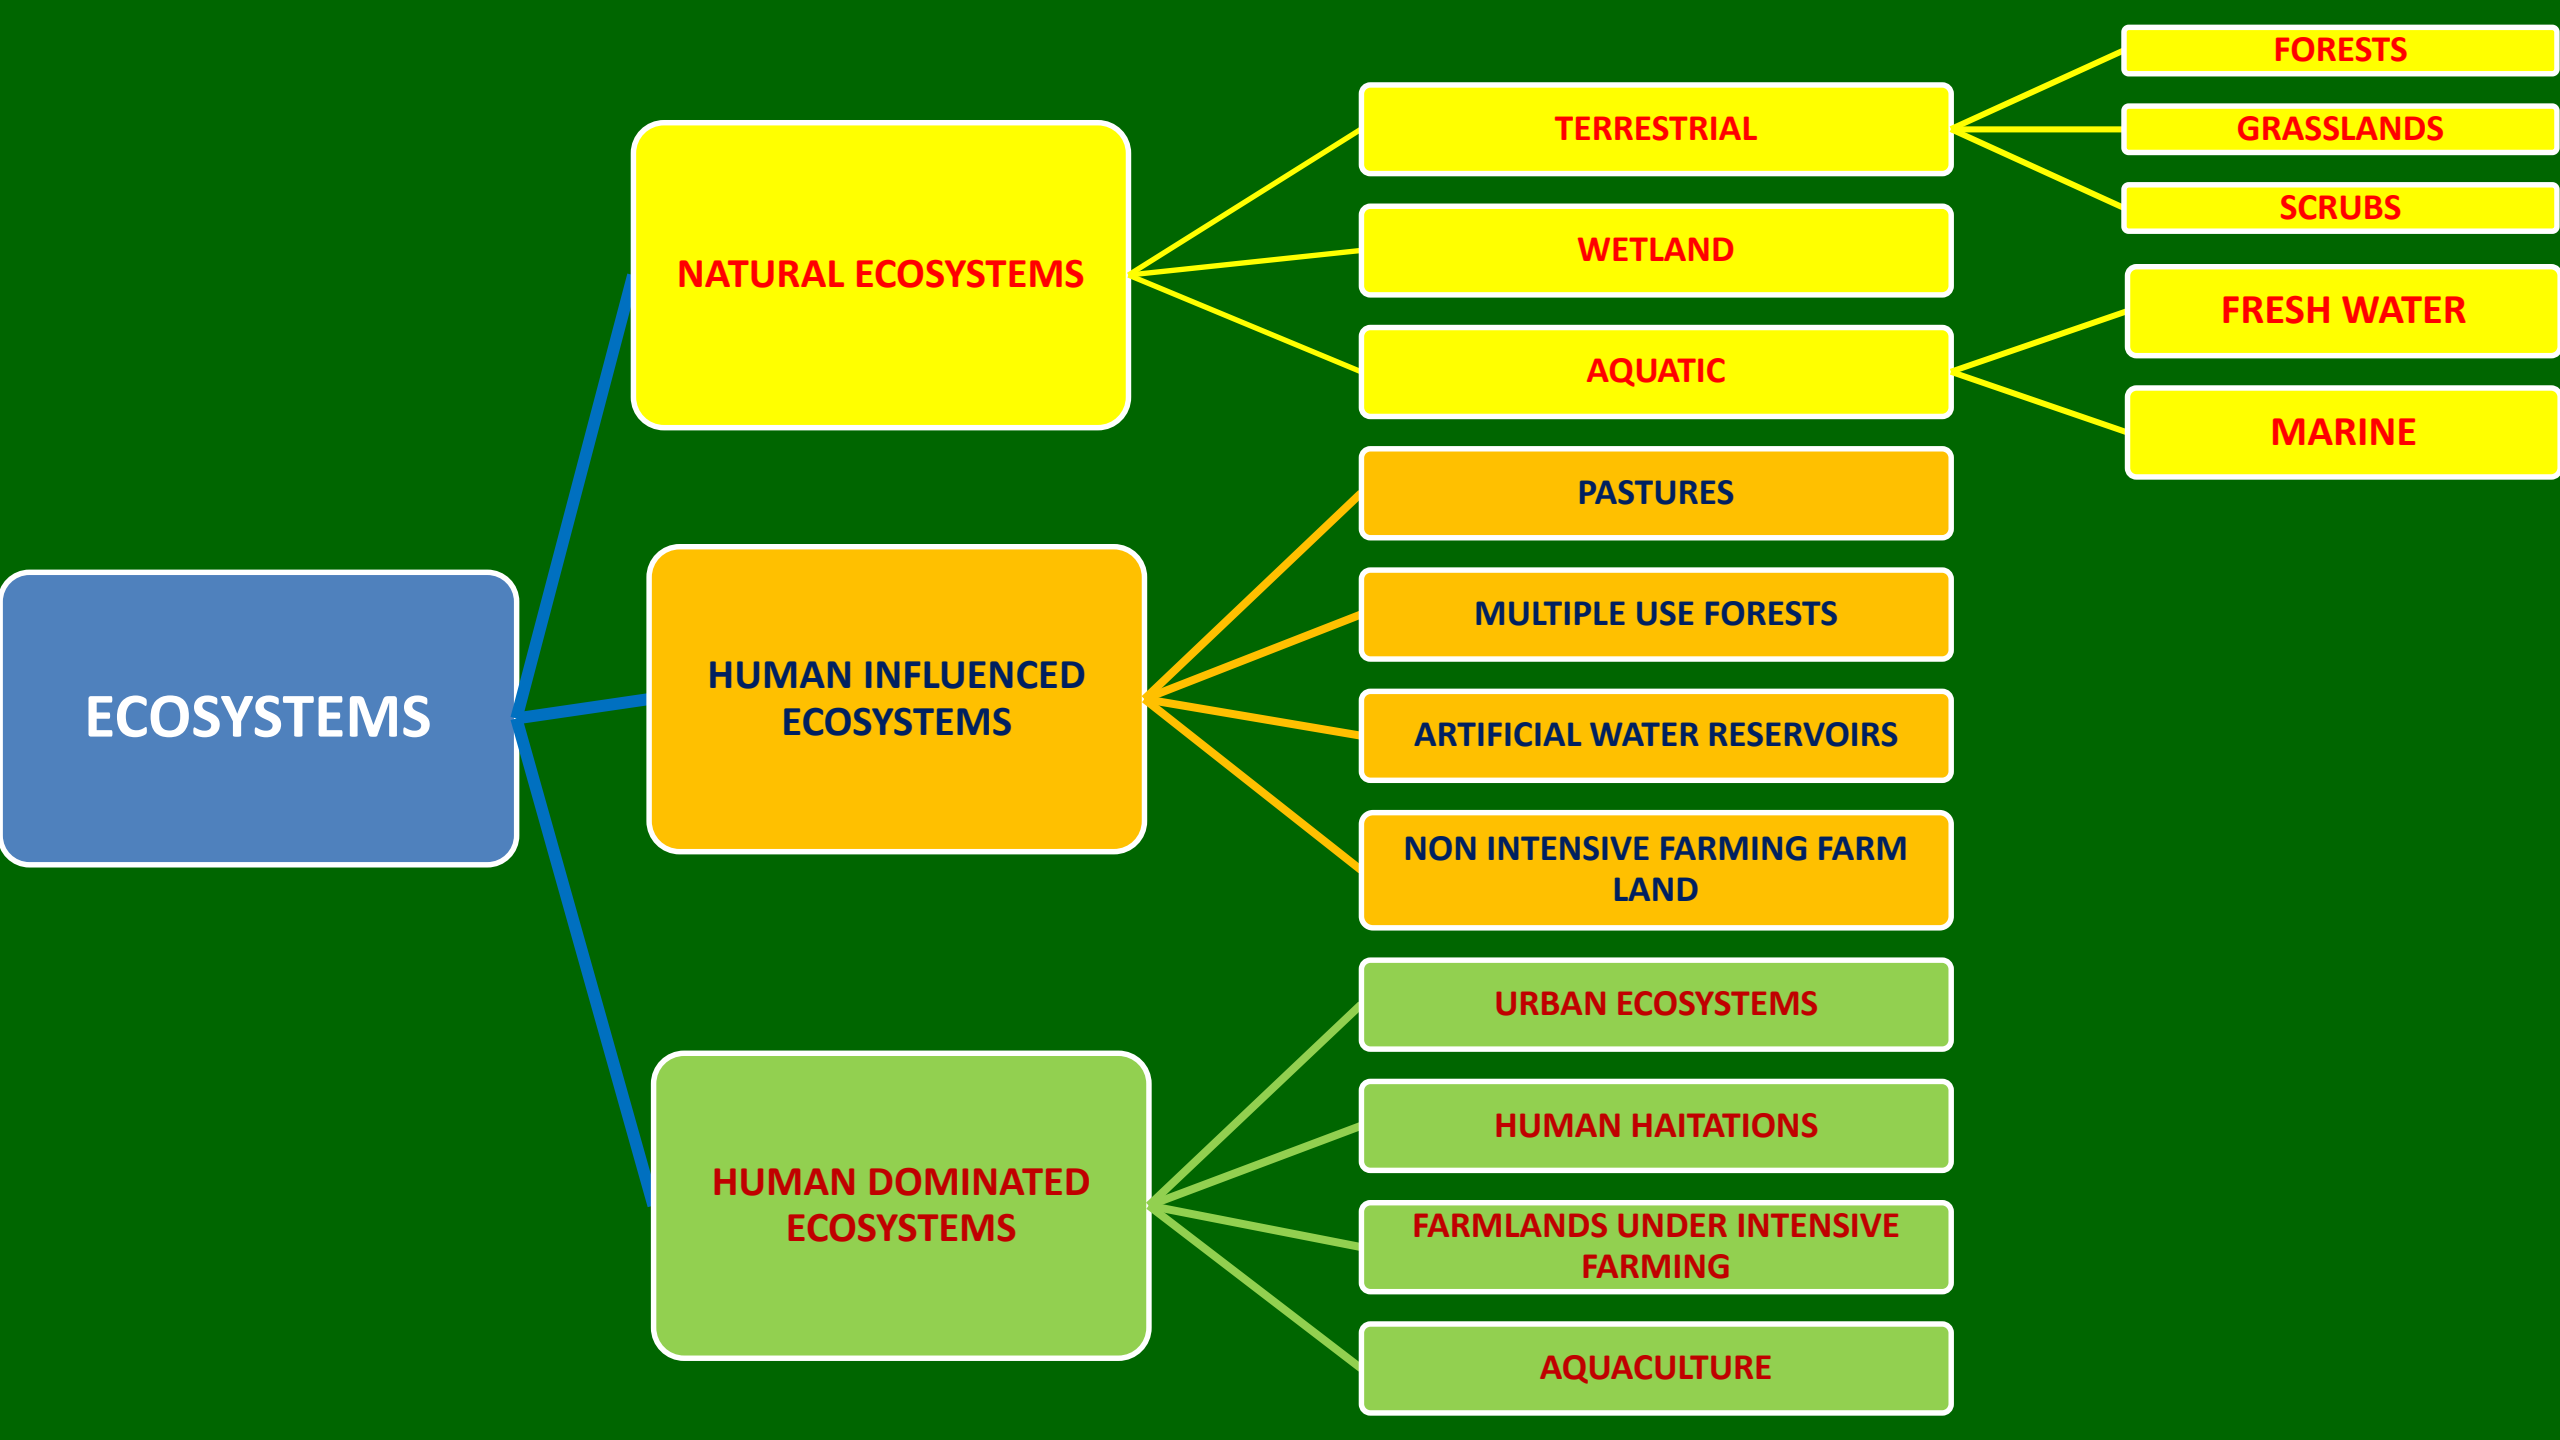 ECOSYSTEMS
NATURAL ECOSYSTEMS
TERRESTRIAL
FORESTS
GRASSLANDS
SCRUBS
WETLAND
AQUATIC
FRESH WATER
MARINE
HUMAN INFLUENCED
ECOSYSTEMS
PASTURES
MULTIPLE USE FORESTS
ARTIFICIAL WATER RESERVOIRS
NON INTENSIVE FARMING FARM
LAND
HUMAN DOMINATED
ECOSYSTEMS
URBAN ECOSYSTEMS
HUMAN HAITATIONS
FARMLANDS UNDER INTENSIVE
FARMING
AQUACULTURE